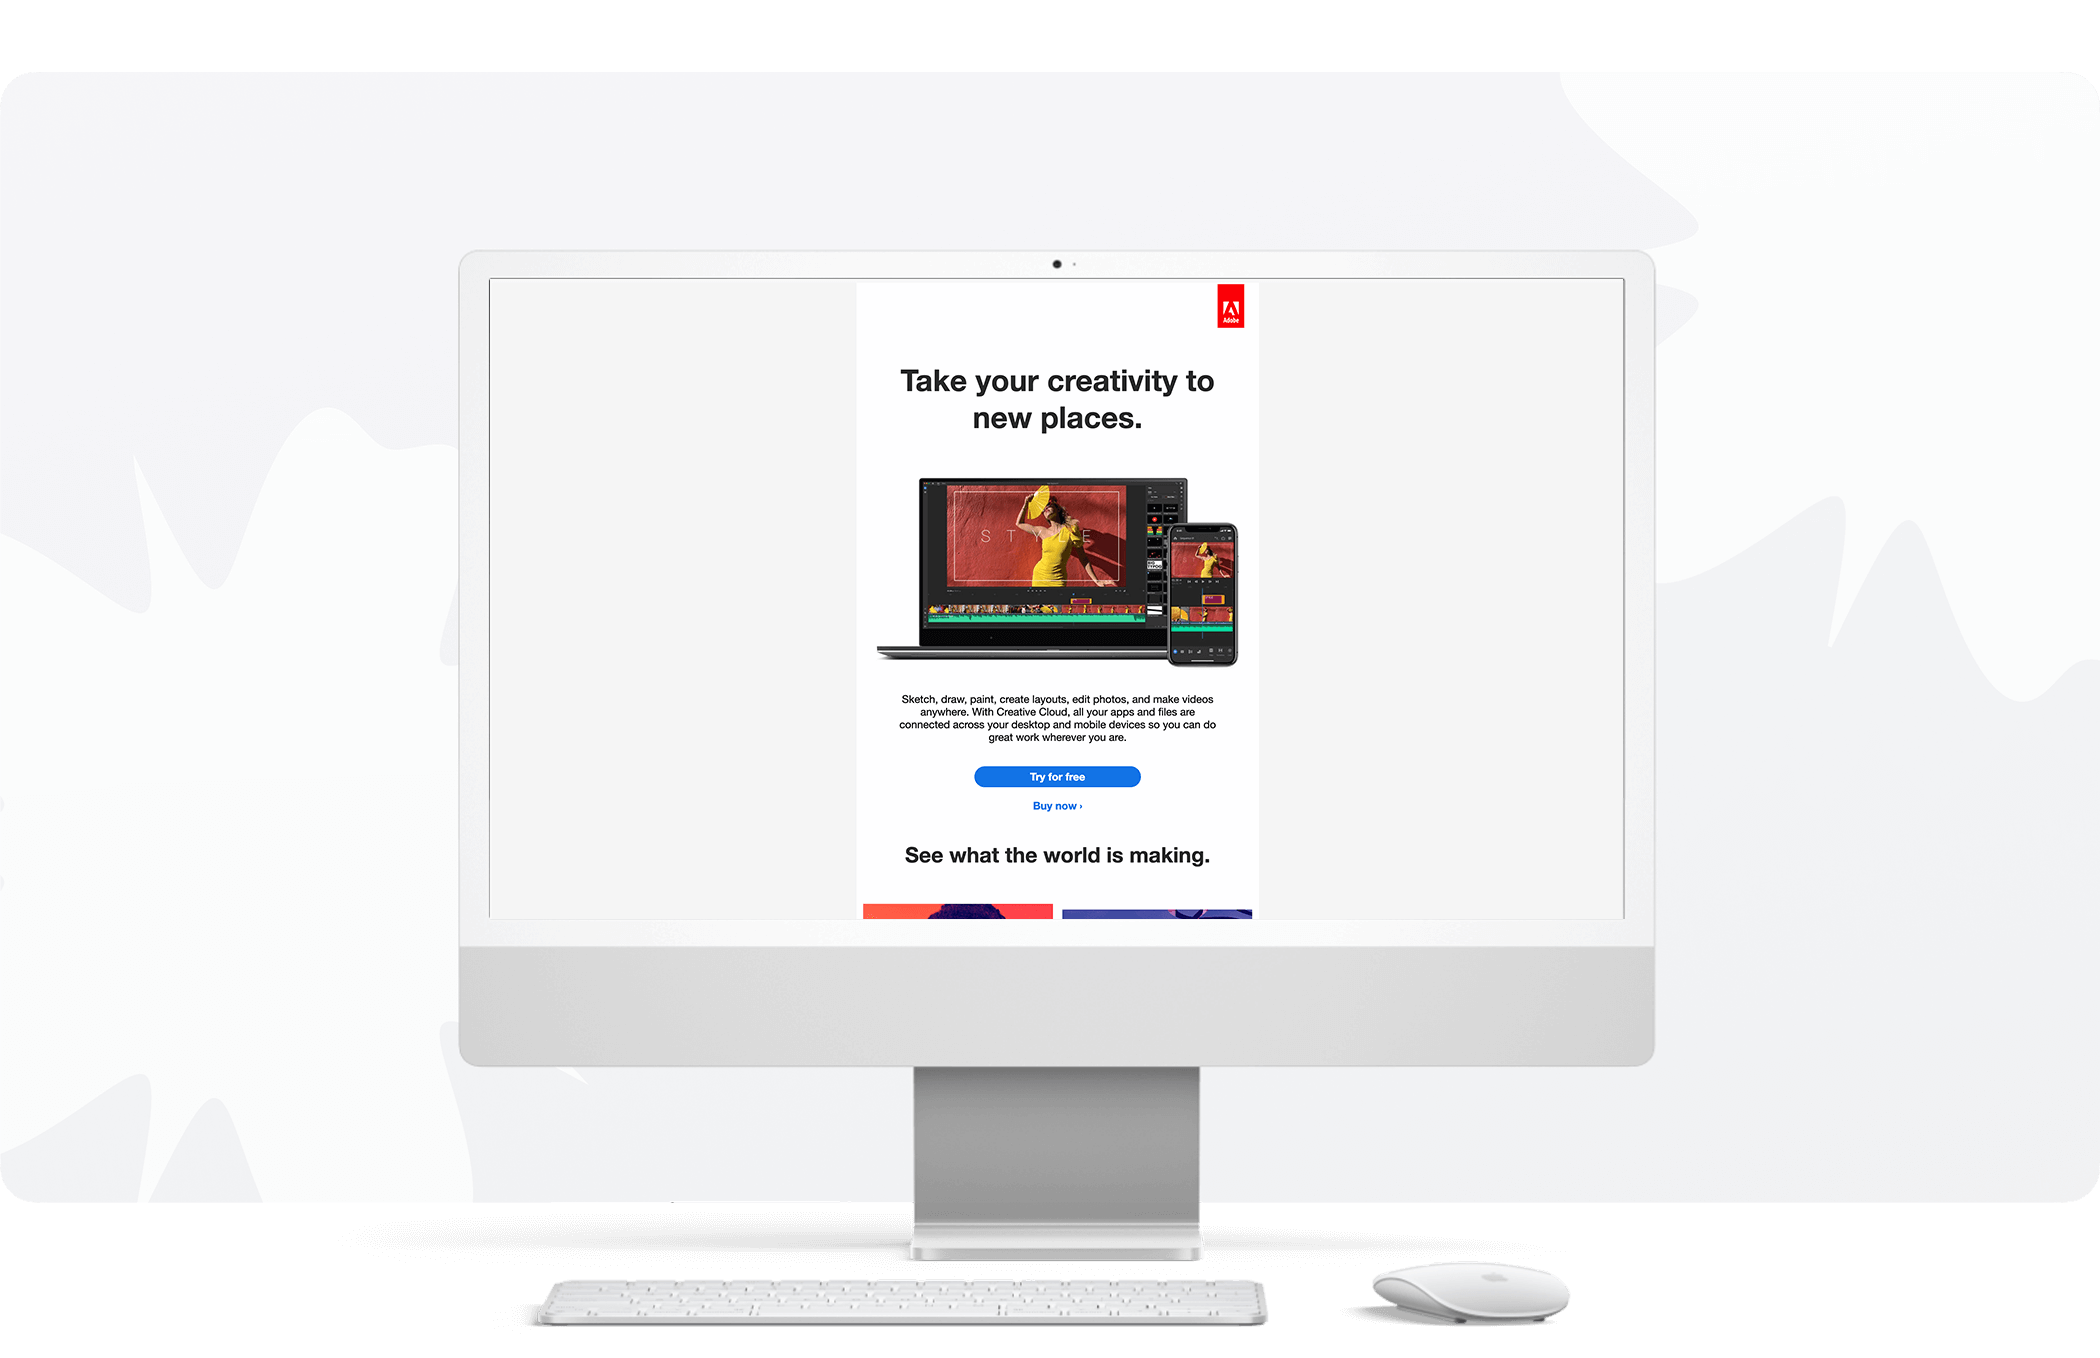 Adobe
Take your creativity to
new places.
STYLE
Sketch, draw, paint, create layouts, edit photos, and make videos
anywhere. With Creative Cloud, all your apps and files are
connected across your desktop and mobile devices so you can do
great work wherever you are.
Try for free
Buy now ›
See what the world is making.